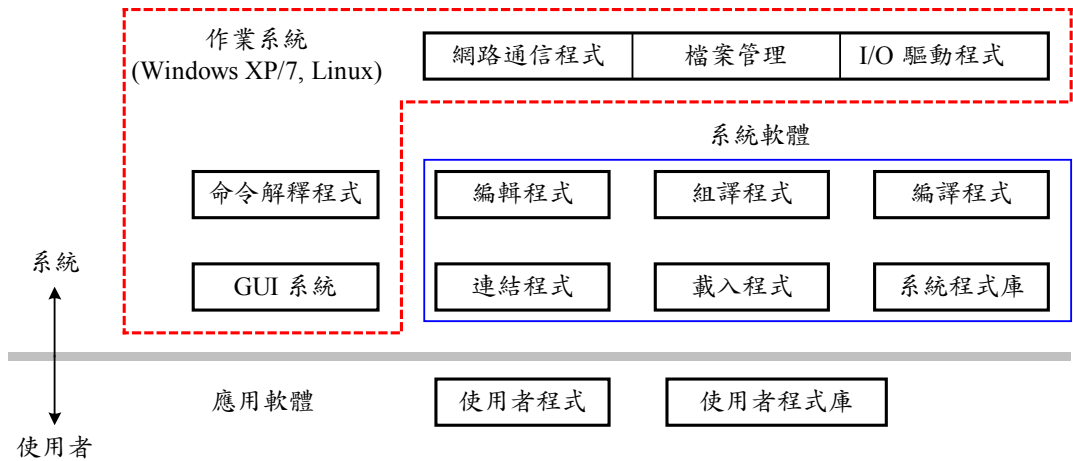 作業系統
(Windows XP/7, Linux)
網路通信程式
檔案管理
I/O 驅動程式
系統軟體
命令解釋程式
編輯程式
組譯程式
編譯程式
系統
GUI 系統
連結程式
載入程式
系統程式庫
應用軟體
使用者程式
使用者程式庫
使用者